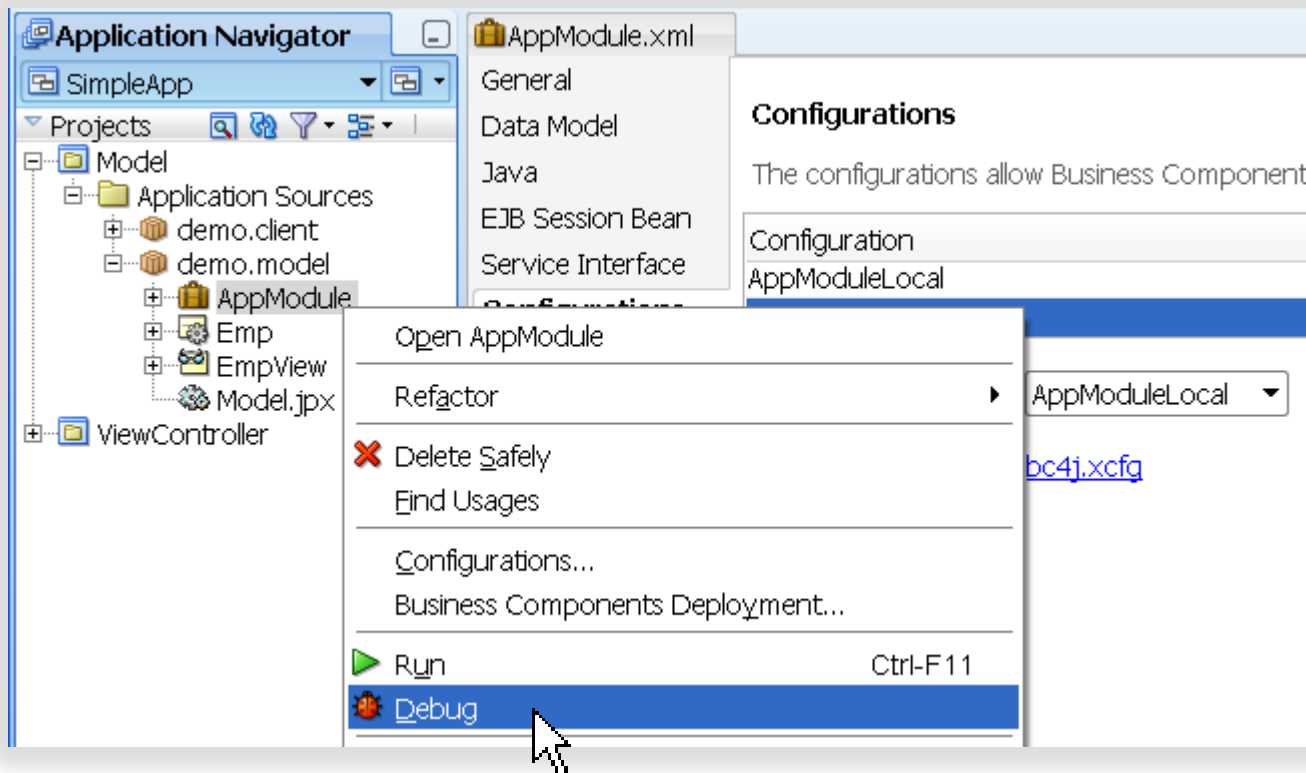 Application Navigator
SimpleApp
Projects
Model
Application Sources
demo.client
demo.model
AppModule
Emp
EmpView
Model.jpx
ViewController
AppModule.xml
General
Data Model
Java
EJB Session Bean
Service Interface
Configurations
Configurations
The configurations allow Business Component
Configuration
AppModuleLocal
AppModuleLocal
bc4j.xcfg
Open AppModule
Refactor
Delete Safely
Find Usages
Configurations...
Business Components Deployment...
Run Ctrl-F11
Debug